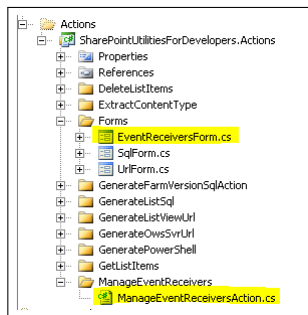 Actions
SharePointUtilitiesForDevelopers.Actions
Properties
References
DeleteListItems
ExtractContentType
Forms
EventReceiversForm.cs
SqlForm.cs
UrlForm.cs
GenerateFarmVersionSqlAction
GenerateListSql
GenerateListViewUrl
GenerateOwsSvrUrl
GeneratePowerShell
GetListItems
ManageEventReceivers
ManageEventReceiversAction.cs